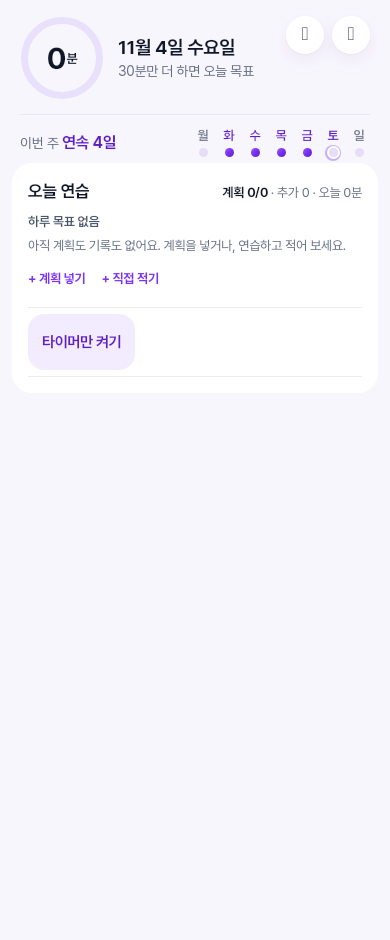 0분
11월 4일 수요일
30분만 더 하면 오늘 목표
이번 주 연속 4일
월 화 수 목 금 토 일
오늘 연습
계획 0/0 · 추가 0 · 오늘 0분
하루 목표 없음
아직 계획도 기록도 없어요. 계획을 넣거나, 연습하고 적어 보세요.
+ 계획 넣기 + 직접 적기
타이머만 켜기